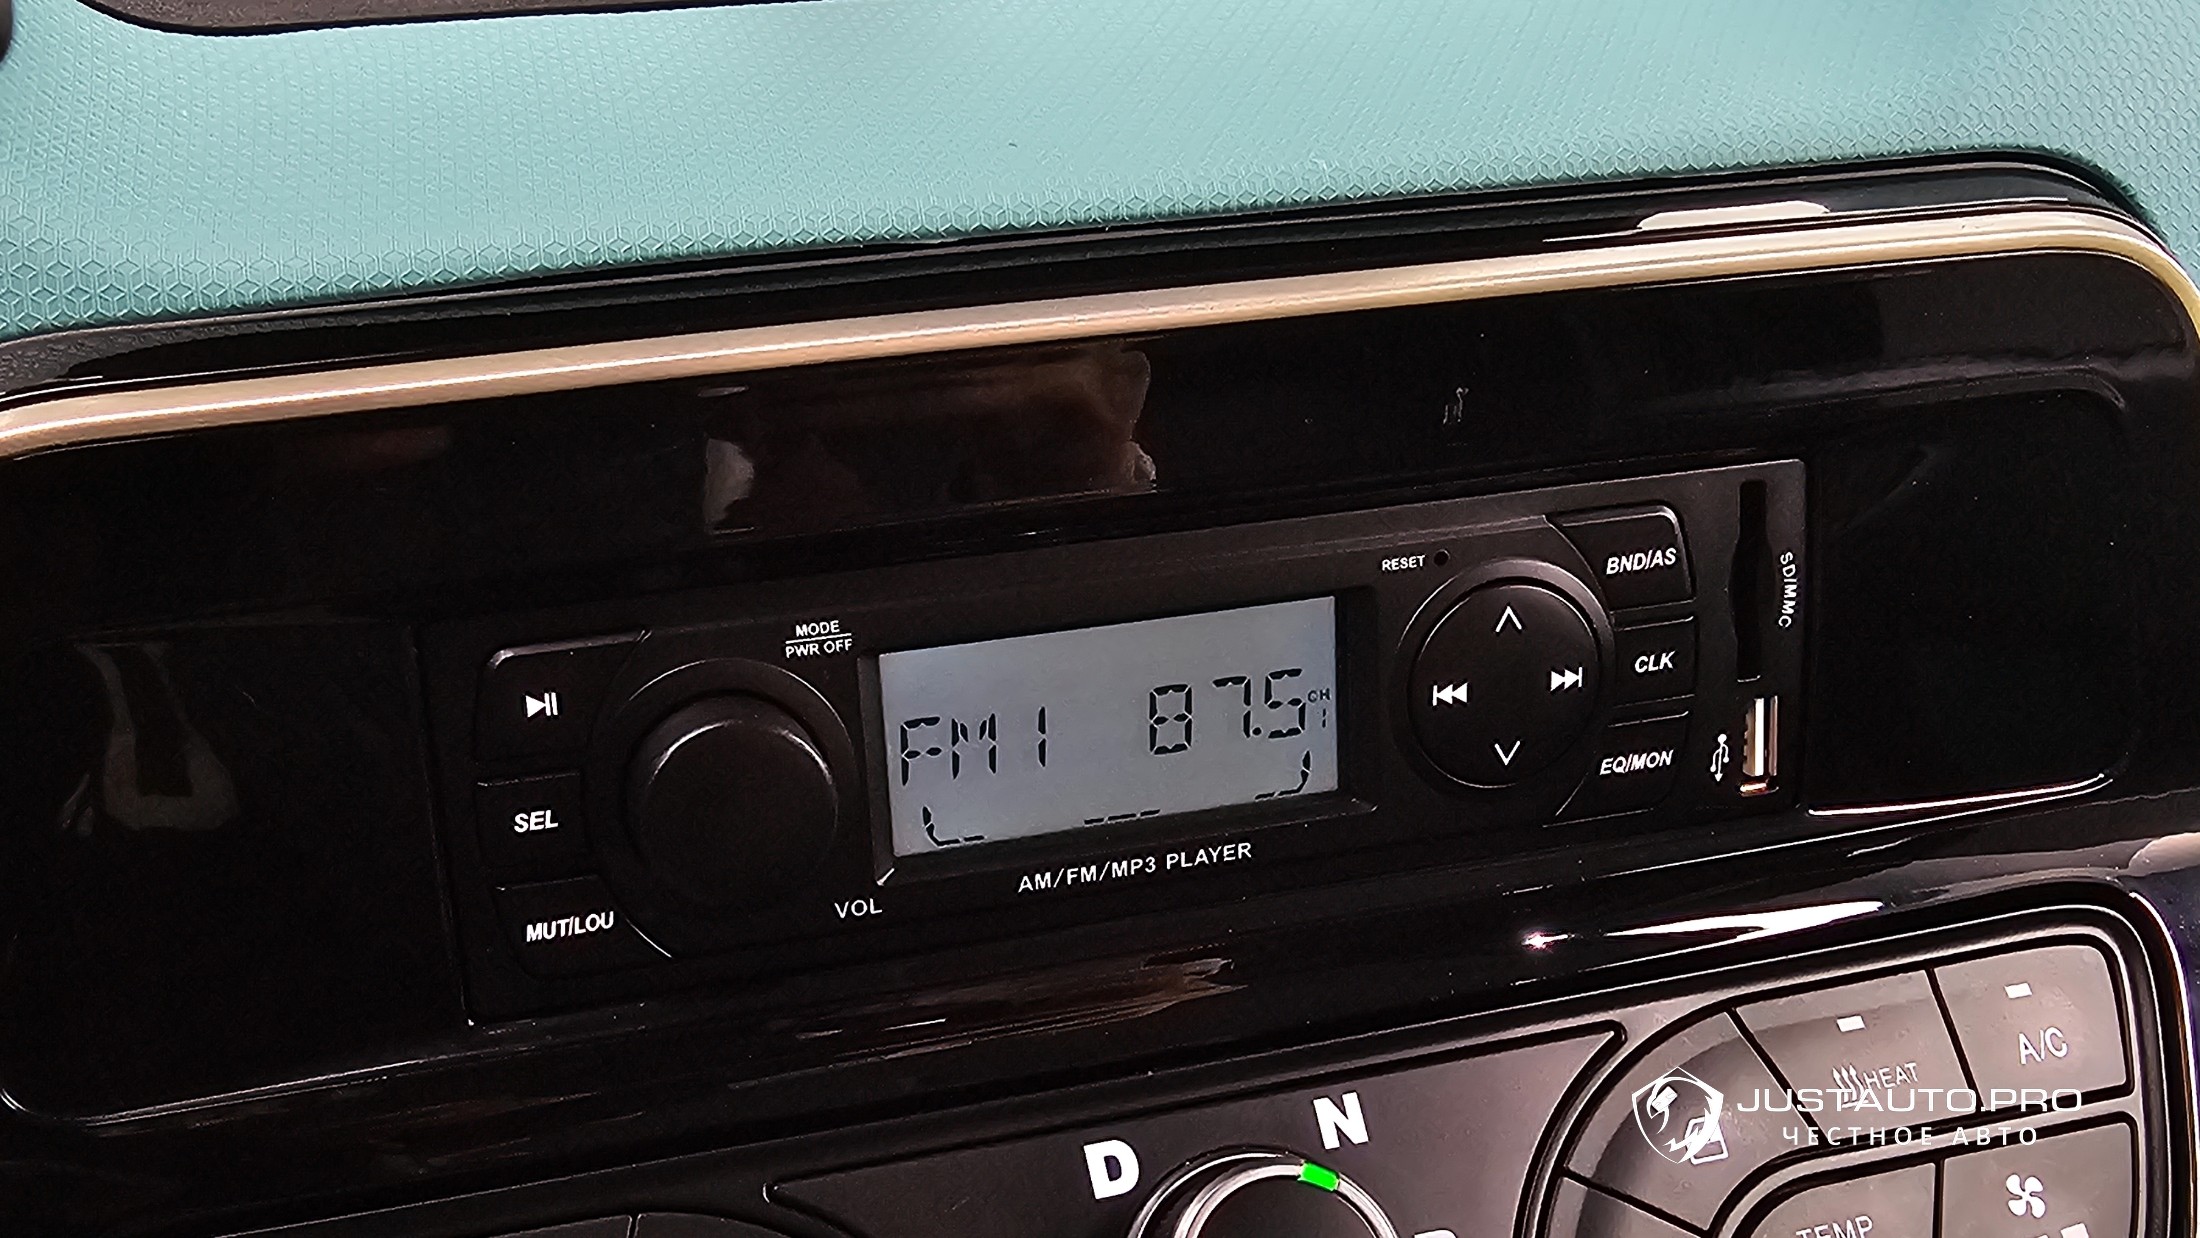 RESET
BND/AS
SD/MMC
MODE
PWR OFF
CLK
FM1 87.5 CH 1
SEL
EQ/MON
AM/FM/MP3 PLAYER
VOL
MUT/LOU
A/C
HEAT
JUSTAUTO.PRO
ЧЕСТНОЕ АВТО
N
D
TEMP